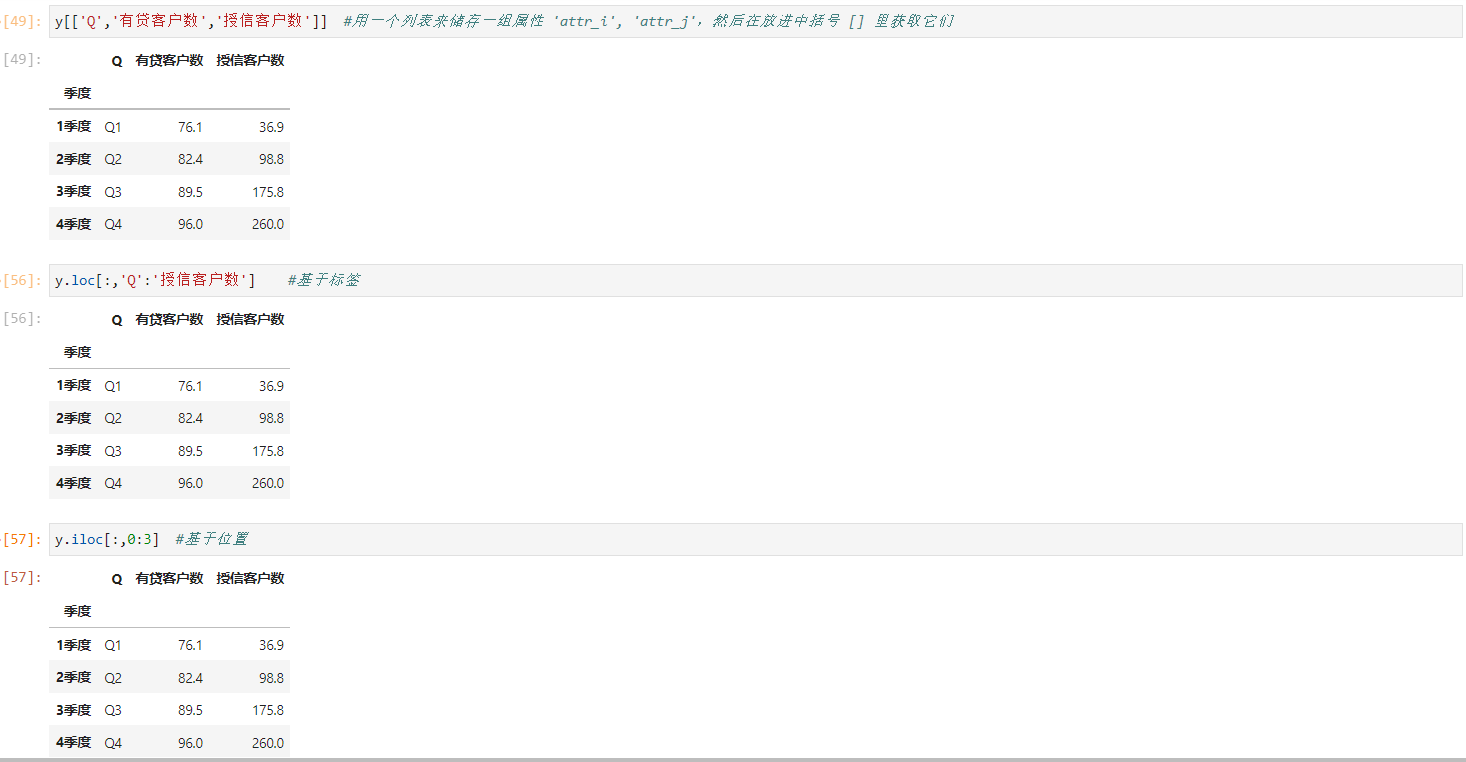 [49]: y[['Q','有贷客户数','授信客户数']] #用一个列表来储存一组属性 'attr_i', 'attr_j'，然后在放进中括号 [] 里获取它们
[49]: Q 有贷客户数 授信客户数
季度
1季度 Q1 76.1 36.9
2季度 Q2 82.4 98.8
3季度 Q3 89.5 175.8
4季度 Q4 96.0 260.0
[56]: y.loc[:,'Q':'授信客户数'] #基于标签
[56]: Q 有贷客户数 授信客户数
季度
1季度 Q1 76.1 36.9
2季度 Q2 82.4 98.8
3季度 Q3 89.5 175.8
4季度 Q4 96.0 260.0
[57]: y.iloc[:,0:3] #基于位置
[57]: Q 有贷客户数 授信客户数
季度
1季度 Q1 76.1 36.9
2季度 Q2 82.4 98.8
3季度 Q3 89.5 175.8
4季度 Q4 96.0 260.0